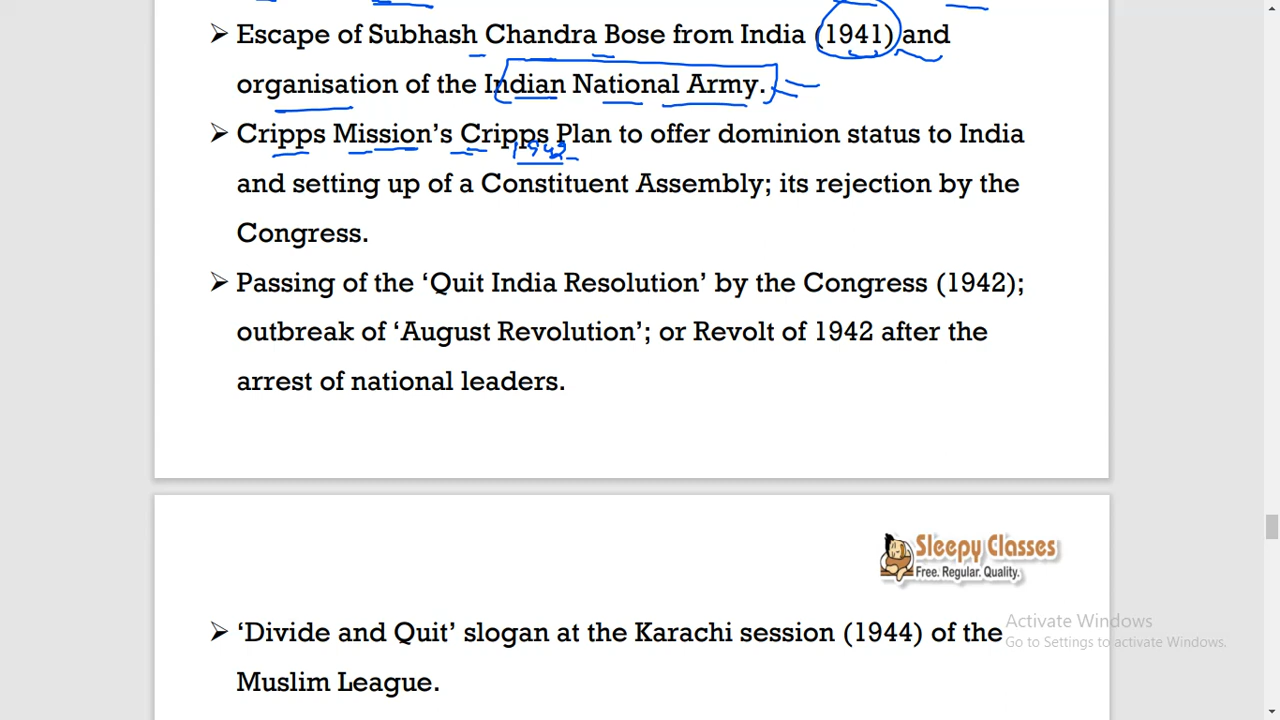 ➢ Escape of Subhash Chandra Bose from India (1941) and
organisation of the Indian National Army.
➢ Cripps Mission's Cripps Plan to offer dominion status to India
1942
and setting up of a Constituent Assembly; its rejection by the
Congress.
➢ Passing of the ‘Quit India Resolution’ by the Congress (1942);
outbreak of ‘August Revolution’; or Revolt of 1942 after the
arrest of national leaders.
Sleepy Classes
Free. Regular. Quality.
➢ ‘Divide and Quit’ slogan at the Karachi session (1944) of the
Muslim League.
Activate Windows
Go to Settings to activate Windows.